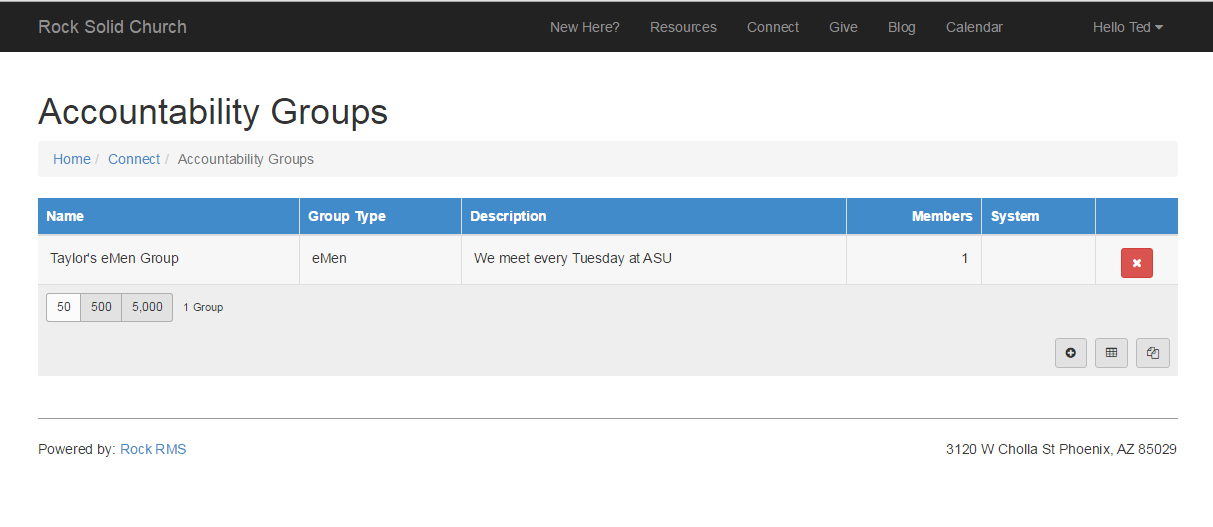 Rock Solid Church New Here? Resources Connect Give Blog Calendar Hello Ted
Accountability Groups
Home / Connect / Accountability Groups
Name Group Type Description Members System
Taylor's eMen Group eMen We meet every Tuesday at ASU 1
50 500 5,000 1 Group
Powered by: Rock RMS 3120 W Cholla St Phoenix, AZ 85029